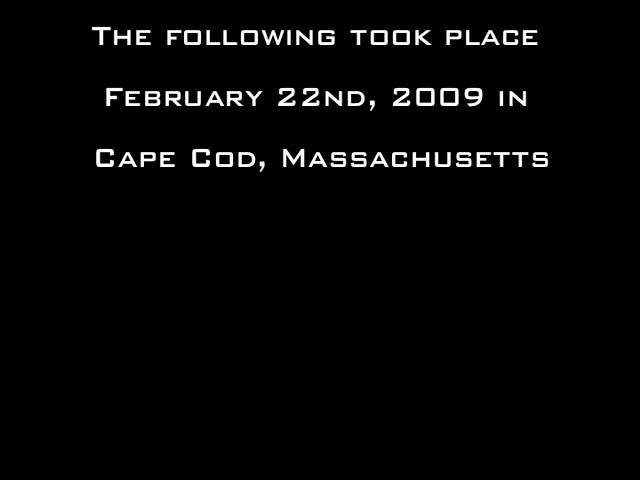 The following took place
February 22nd, 2009 in
Cape Cod, Massachusetts